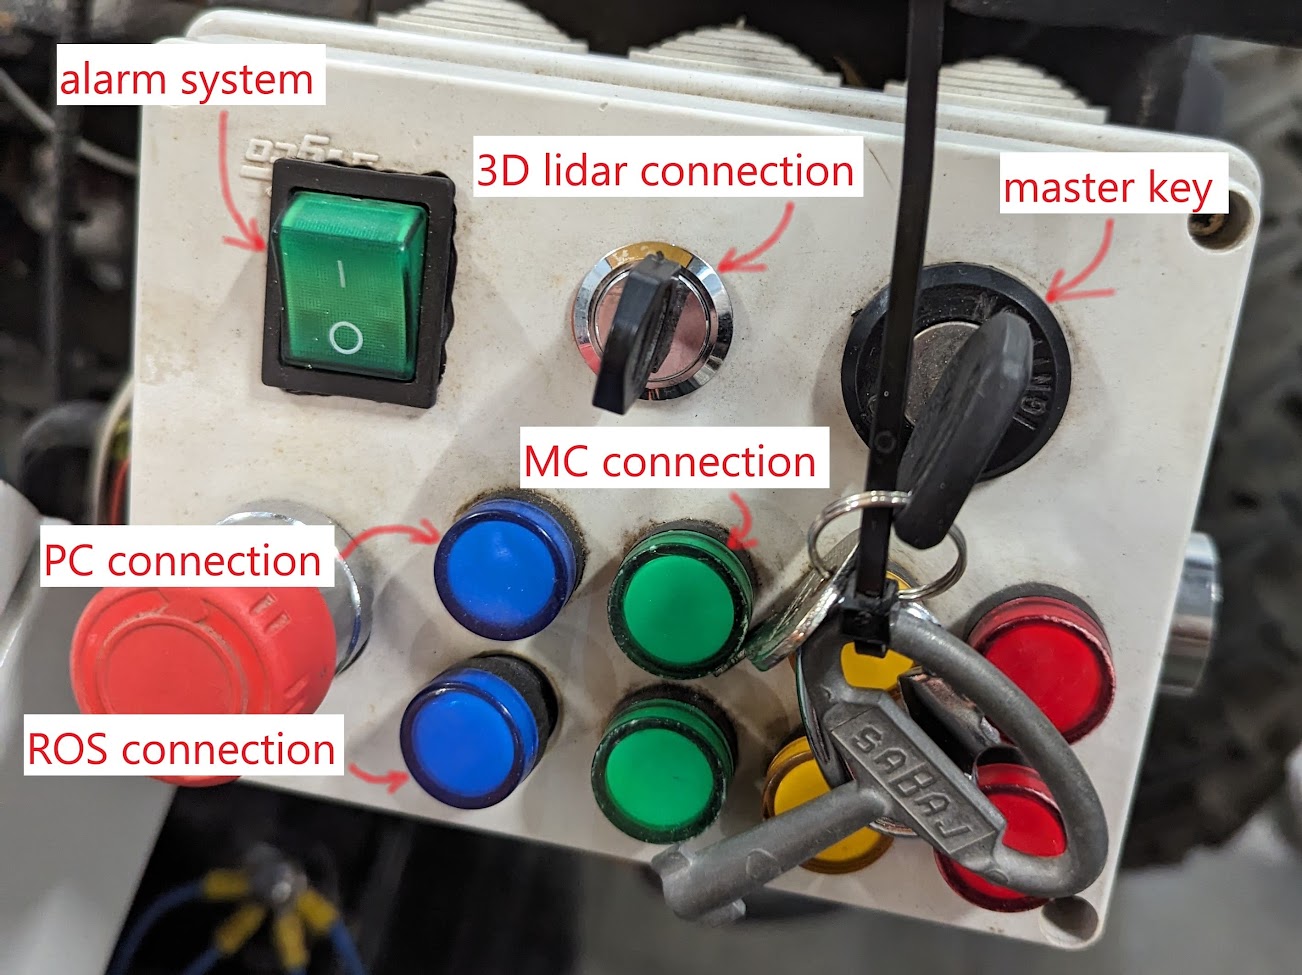 alarm system
3D lidar connection
master key
I
O
MC connection
PC connection
ROS connection
SABAJ